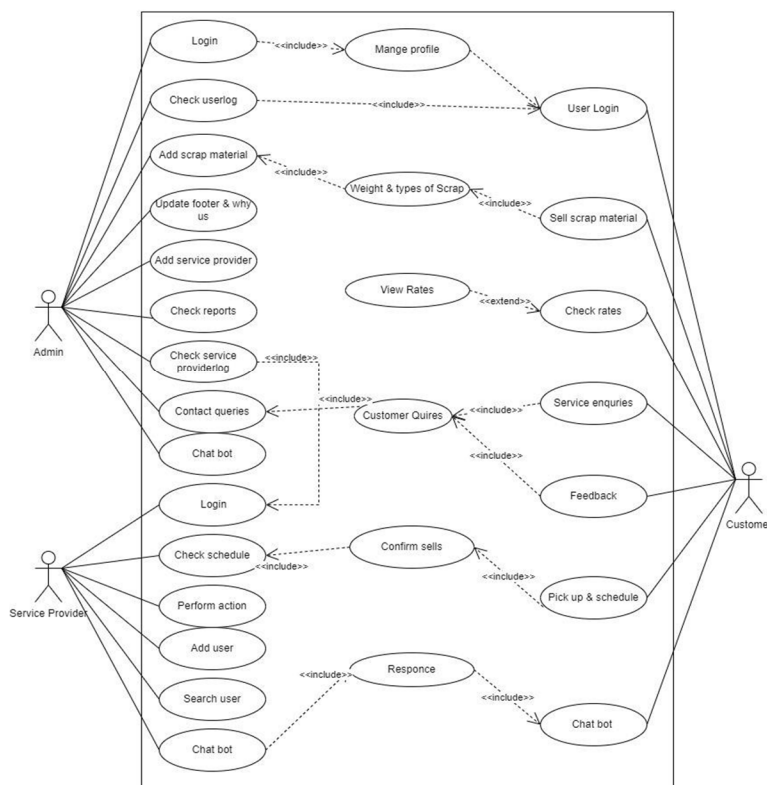 Login
<<include>>
Mange profile
Check userlog
<<include>>
User Login
Add scrap material
<<include>>
Weight & types of Scrap
<<include>>
Sell scrap material
Update footer & why
us
Add service provider
View Rates
<<extend>>
Check rates
Check reports
Admin
Check service
providerlog
<<include>>
Contact queries
<<include>>
Customer Quires
<<include>>
Service enquries
Chat bot
<<include>>
Feedback
Login
Customer
Check schedule
<<include>>
Confirm sells
<<include>>
Pick up & schedule
Service Provider
Perform action
Add user
<<include>>
Responce
<<include>>
Search user
Chat bot
Chat bot